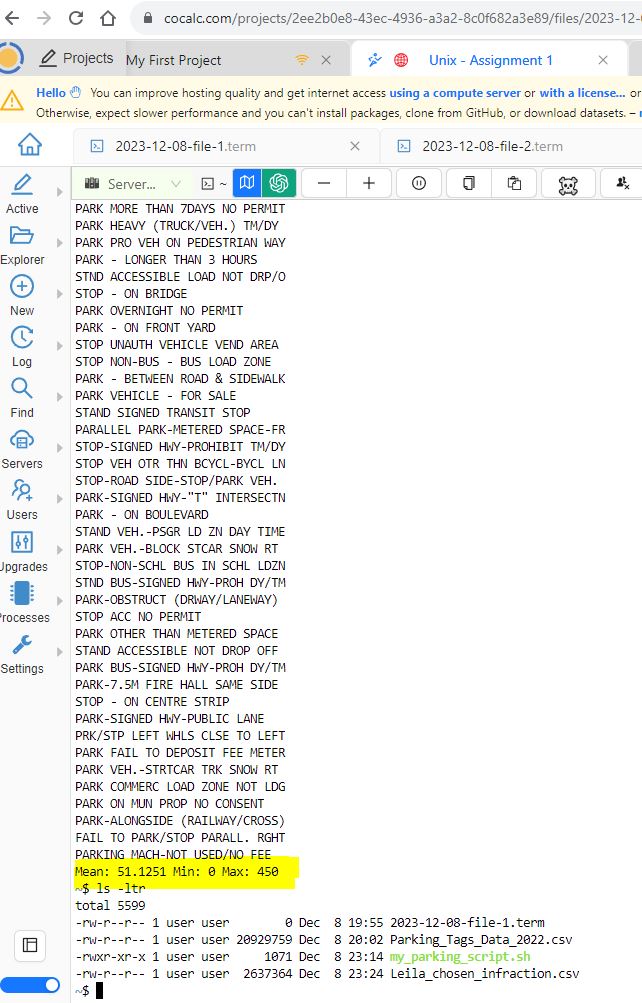 cocalc.com/projects/2ee2b0e8-43ec-4936-a3a2-8c0f682a3e89/files/2023-12-0
Projects My First Project Unix - Assignment 1
Hello You can improve hosting quality and get internet access using a compute server or with a license... or
Otherwise, expect slower performance and you can't install packages, clone from GitHub, or download datasets. –
2023-12-08-file-1.term 2023-12-08-file-2.term
Server... ~
Active
Explorer
New
Log
Find
Servers
Users
Upgrades
Processes
Settings
PARK MORE THAN 7DAYS NO PERMIT
PARK HEAVY (TRUCK/VEH.) TM/DY
PARK PRO VEH ON PEDESTRIAN WAY
PARK - LONGER THAN 3 HOURS
STND ACCESSIBLE LOAD NOT DRP/O
STOP - ON BRIDGE
PARK OVERNIGHT NO PERMIT
PARK - ON FRONT YARD
STOP UNAUTH VEHICLE VEND AREA
STOP NON-BUS - BUS LOAD ZONE
PARK - BETWEEN ROAD & SIDEWALK
PARK VEHICLE - FOR SALE
STAND SIGNED TRANSIT STOP
PARALLEL PARK-METERED SPACE-FR
STOP-SIGNED HWY-PROHIBIT TM/DY
STOP VEH OTR THN BCYCL-BYCL LN
STOP-ROAD SIDE-STOP/PARK VEH.
PARK-SIGNED HWY-"T" INTERSECTN
PARK - ON BOULEVARD
STAND VEH.-PSGR LD ZN DAY TIME
PARK VEH.-BLOCK STCAR SNOW RT
STOP-NON-SCHL BUS IN SCHL LDZN
STND BUS-SIGNED HWY-PROH DY/TM
PARK-OBSTRUCT (DRWAY/LANEWAY)
STOP ACC NO PERMIT
PARK OTHER THAN METERED SPACE
STAND ACCESSIBLE NOT DROP OFF
PARK BUS-SIGNED HWY-PROH DY/TM
PARK-7.5M FIRE HALL SAME SIDE
STOP - ON CENTRE STRIP
PARK-SIGNED HWY-PUBLIC LANE
PRK/STP LEFT WHLS CLSE TO LEFT
PARK FAIL TO DEPOSIT FEE METER
PARK VEH.-STRTCAR TRK SNOW RT
PARK COMMERC LOAD ZONE NOT LDG
PARK ON MUN PROP NO CONSENT
PARK-ALONGSIDE (RAILWAY/CROSS)
FAIL TO PARK/STOP PARALL. RGHT
PARKING MACH-NOT USED/NO FEE
Mean: 51.1251 Min: 0 Max: 450
~$ ls -ltr
total 5599
-rw-r--r-- 1 user user 0 Dec 8 19:55 2023-12-08-file-1.term
-rw-r--r-- 1 user user 20929759 Dec 8 20:02 Parking_Tags_Data_2022.csv
-rwxr-xr-x 1 user user 1071 Dec 8 23:14 my_parking_script.sh
-rw-r--r-- 1 user user 2637364 Dec 8 23:24 Leila_chosen_infraction.csv
~$